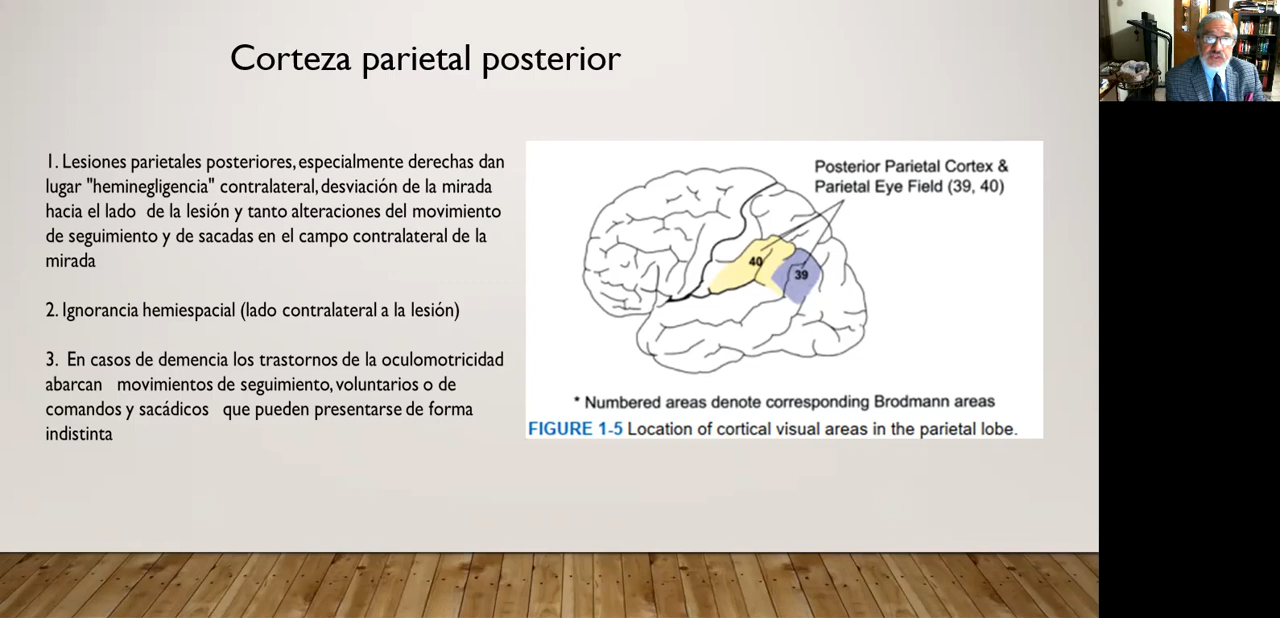 Corteza parietal posterior
1. Lesiones parietales posteriores, especialmente derechas dan
lugar "heminegligencia" contralateral, desviación de la mirada
hacia el lado de la lesión y tanto alteraciones del movimiento
de seguimiento y de sacadas en el campo contralateral de la
mirada
2. Ignorancia hemiespacial (lado contralateral a la lesión)
3. En casos de demencia los trastornos de la oculomotricidad
abarcan movimientos de seguimiento, voluntarios o de
comandos y sacádicos que pueden presentarse de forma
indistinta
Posterior Parietal Cortex &
Parietal Eye Field (39, 40)
40
39
* Numbered areas denote corresponding Brodmann areas
FIGURE 1-5 Location of cortical visual areas in the parietal lobe.